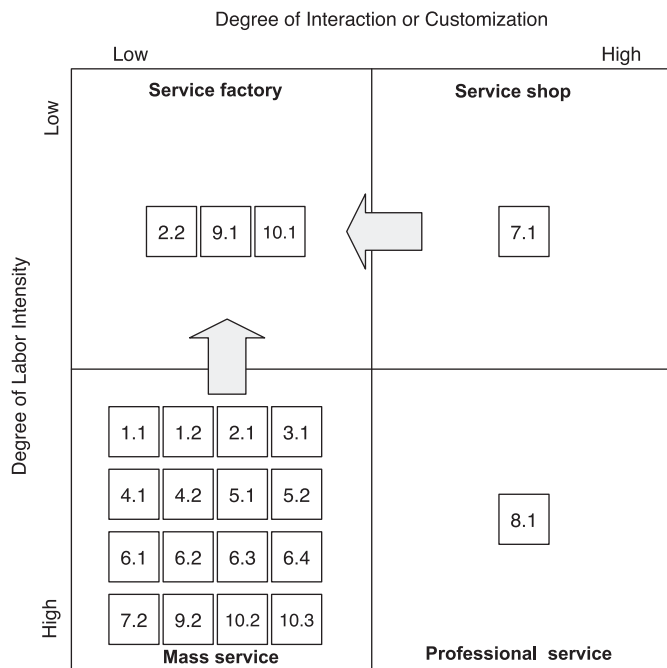 Degree of Interaction or Customization
Low High
Service factory Service shop
Low
2.2 9.1 10.1 7.1
Degree of Labor Intensity
1.1 1.2 2.1 3.1
4.1 4.2 5.1 5.2
8.1
6.1 6.2 6.3 6.4
7.2 9.2 10.2 10.3
High
Mass service Professional service